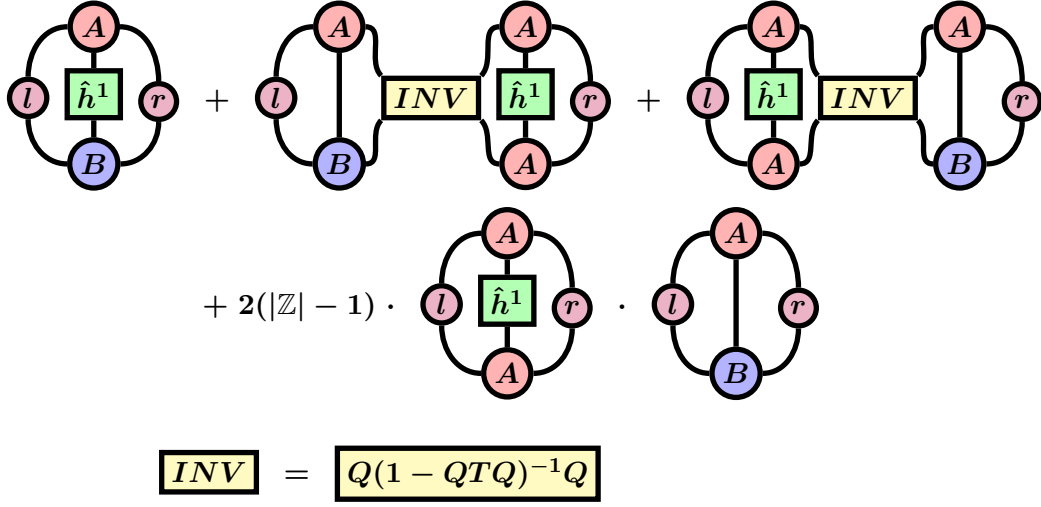 A A A A A
l ĥ¹ r + l INV ĥ¹ r + l ĥ¹ INV r
B B A A B
A A
+ 2(|ℤ| − 1) · l ĥ¹ r · l r
A B
INV = Q(1 − QTQ)⁻¹Q